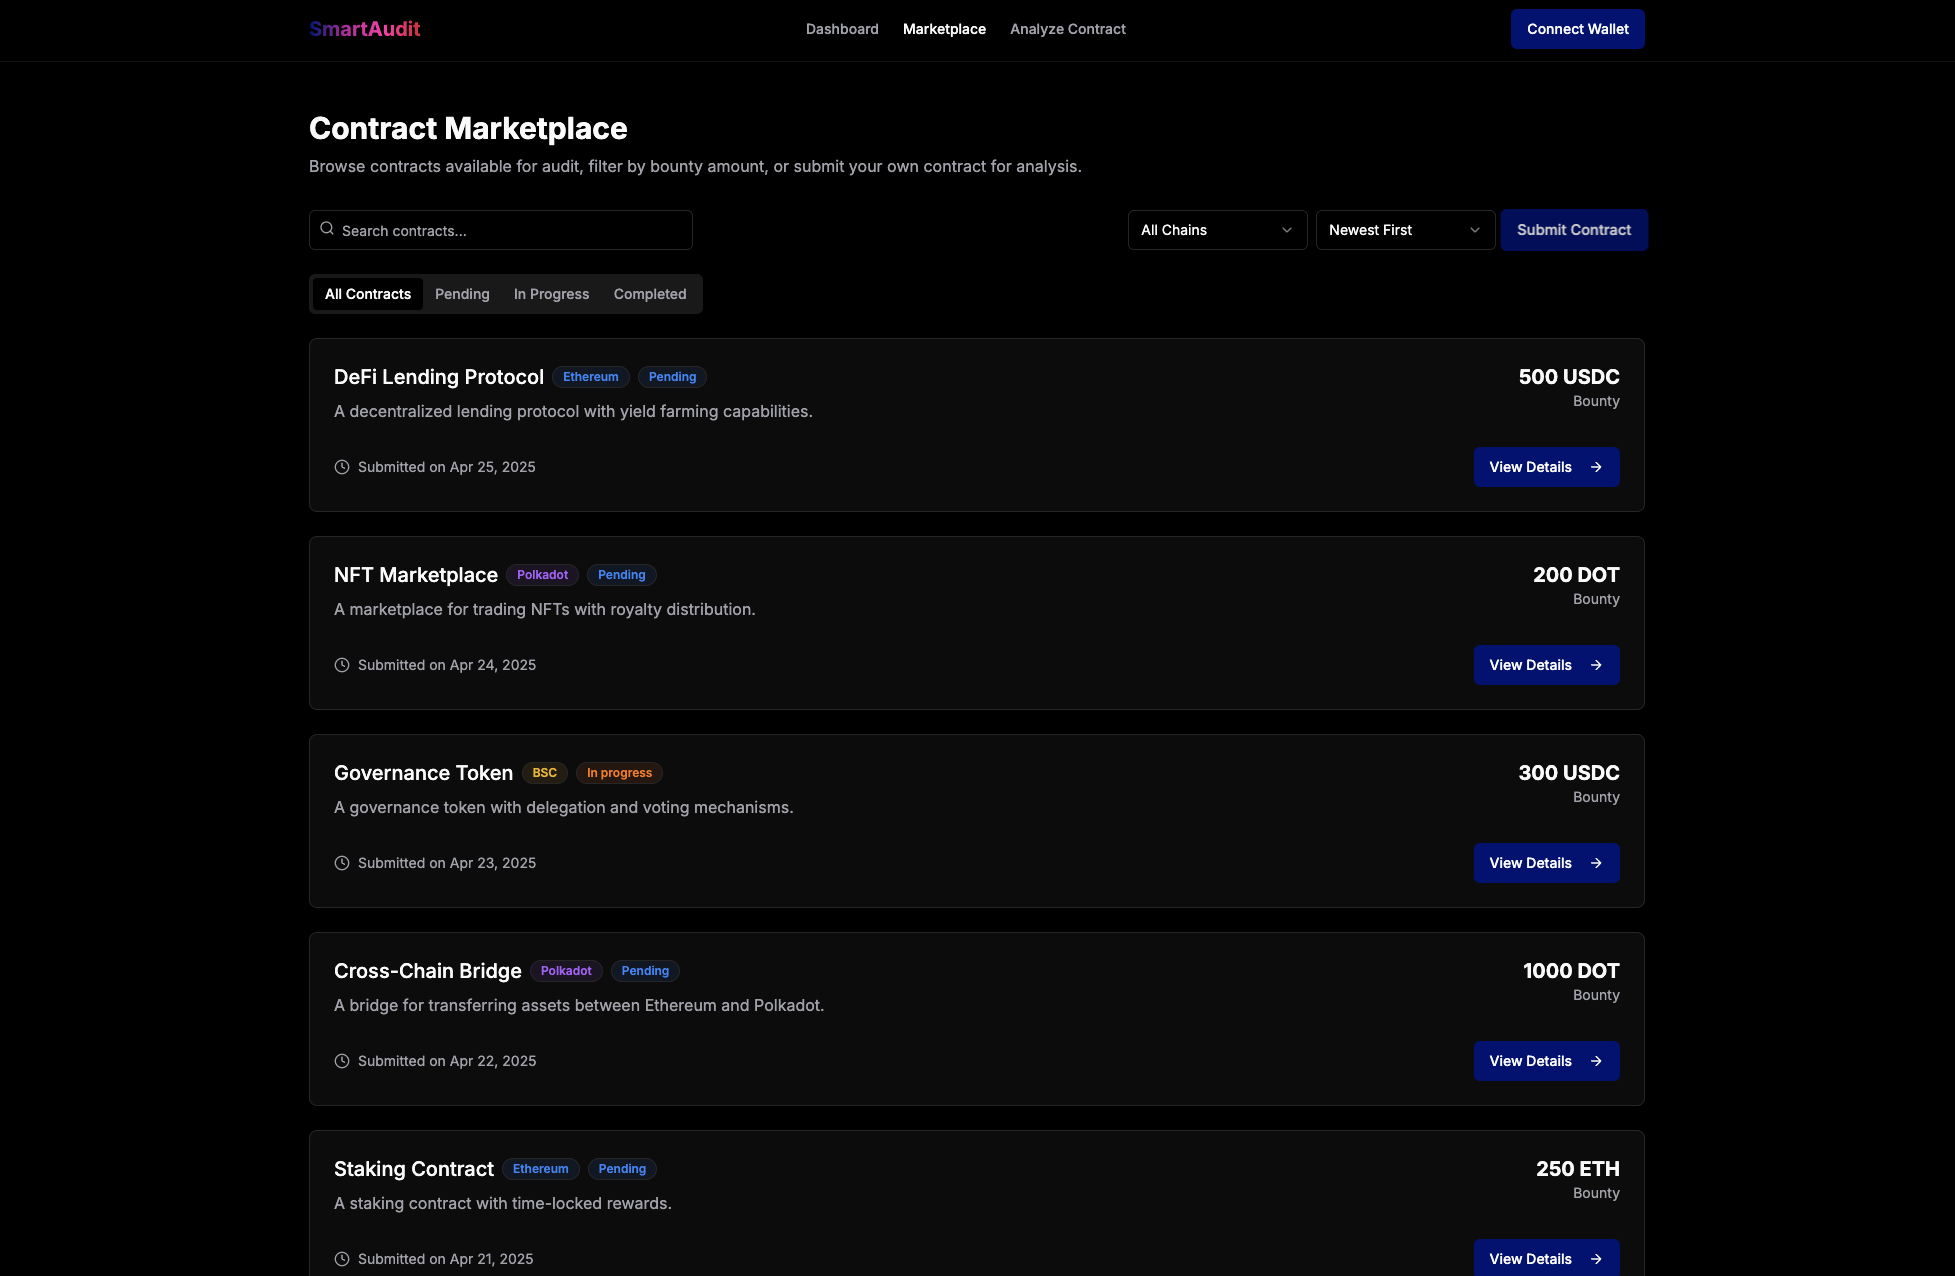 SmartAudit
Dashboard Marketplace Analyze Contract
Connect Wallet
Contract Marketplace
Browse contracts available for audit, filter by bounty amount, or submit your own contract for analysis.
Search contracts...
All Chains
Newest First
Submit Contract
All Contracts Pending In Progress Completed
DeFi Lending Protocol Ethereum Pending
500 USDC
A decentralized lending protocol with yield farming capabilities.
Bounty
Submitted on Apr 25, 2025
View Details
NFT Marketplace Polkadot Pending
200 DOT
A marketplace for trading NFTs with royalty distribution.
Bounty
Submitted on Apr 24, 2025
View Details
Governance Token BSC In progress
300 USDC
A governance token with delegation and voting mechanisms.
Bounty
Submitted on Apr 23, 2025
View Details
Cross-Chain Bridge Polkadot Pending
1000 DOT
A bridge for transferring assets between Ethereum and Polkadot.
Bounty
Submitted on Apr 22, 2025
View Details
Staking Contract Ethereum Pending
250 ETH
A staking contract with time-locked rewards.
Bounty
Submitted on Apr 21, 2025
View Details